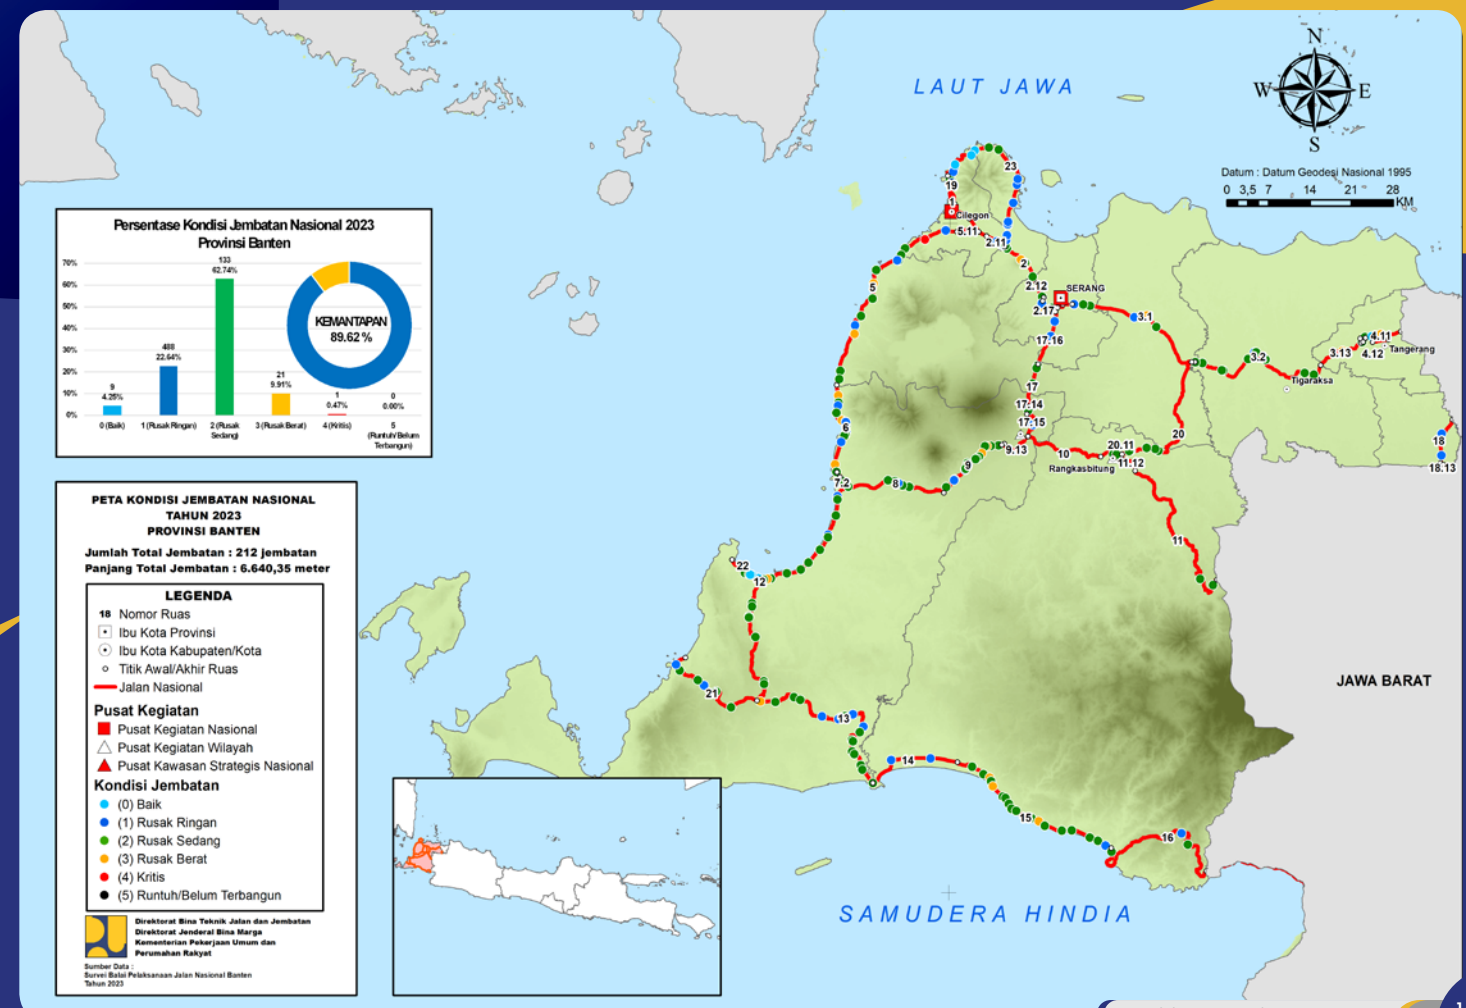 LAUT JAWA
N
W E
S
Datum : Datum Geodesi Nasional 1995
0 3,5 7 14 21 28
KM
Persentase Kondisi Jembatan Nasional 2023
Provinsi Banten
70%
60%
50%
40%
30%
20%
10%
0%
9
4.25%
488
22.64%
133
62.74%
21
9.91%
1
0.47%
0
0.00%
0 (Baik)
1 (Rusak Ringan)
2 (Rusak
Sedang)
3 (Rusak Berat)
4 (Kritis)
5
(Runtuh/Belum
Terbangun)
KEMANTAPAN
89.62 %
PETA KONDISI JEMBATAN NASIONAL
TAHUN 2023
PROVINSI BANTEN
Jumlah Total Jembatan : 212 jembatan
Panjang Total Jembatan : 6.640,35 meter
LEGENDA
18 Nomor Ruas
Ibu Kota Provinsi
Ibu Kota Kabupaten/Kota
Titik Awal/Akhir Ruas
Jalan Nasional
Pusat Kegiatan
Pusat Kegiatan Nasional
Pusat Kegiatan Wilayah
Pusat Kawasan Strategis Nasional
Kondisi Jembatan
(0) Baik
(1) Rusak Ringan
(2) Rusak Sedang
(3) Rusak Berat
(4) Kritis
(5) Runtuh/Belum Terbangun
Direktorat Bina Teknik Jalan dan Jembatan
Direktorat Jenderal Bina Marga
Kementerian Pekerjaan Umum dan
Perumahan Rakyat
Sumber Data :
Survei Balai Pelaksanaan Jalan Nasional Banten
Tahun 2023
23
19
1
Cilegon
5.11
2.11
2
2.12
SERANG
2.17
3.1
5
17.16
17
17.14
17.15
3.2
3.13
4.11
4.12
Tangerang
Tigaraksa
6
9.13
10
20.11
11.12
20
Rangkasbitung
18
18.13
9
8
7.2
11
22
12
21
13
14
15
16
JAWA BARAT
SAMUDERA HINDIA